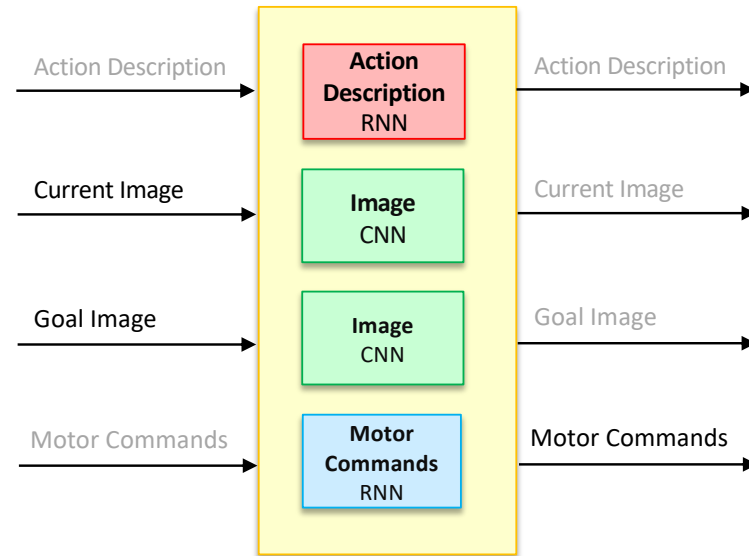 Action Description
Action
Description
RNN
Action Description
Current Image
Image
CNN
Current Image
Goal Image
Image
CNN
Goal Image
Motor Commands
Motor
Commands
RNN
Motor Commands